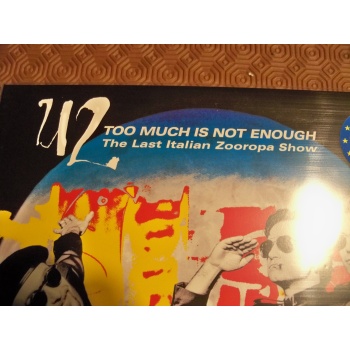 U2
TOO MUCH IS NOT ENOUGH
The Last Italian Zooropa Show